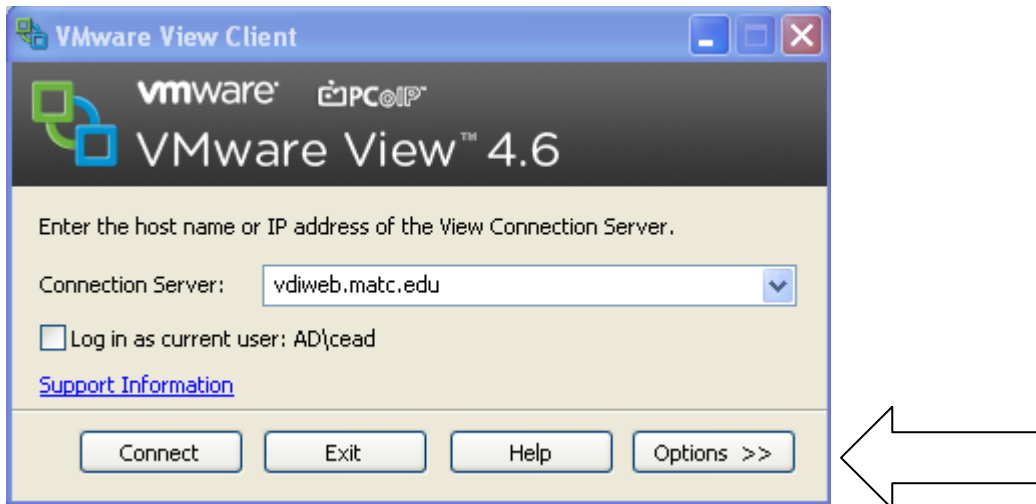 VMware View Client
vmware PCoIP
VMware View™ 4.6
Enter the host name or IP address of the View Connection Server.
Connection Server: vdiweb.matc.edu
Log in as current user: AD\cead
Support Information
Connect Exit Help Options >>